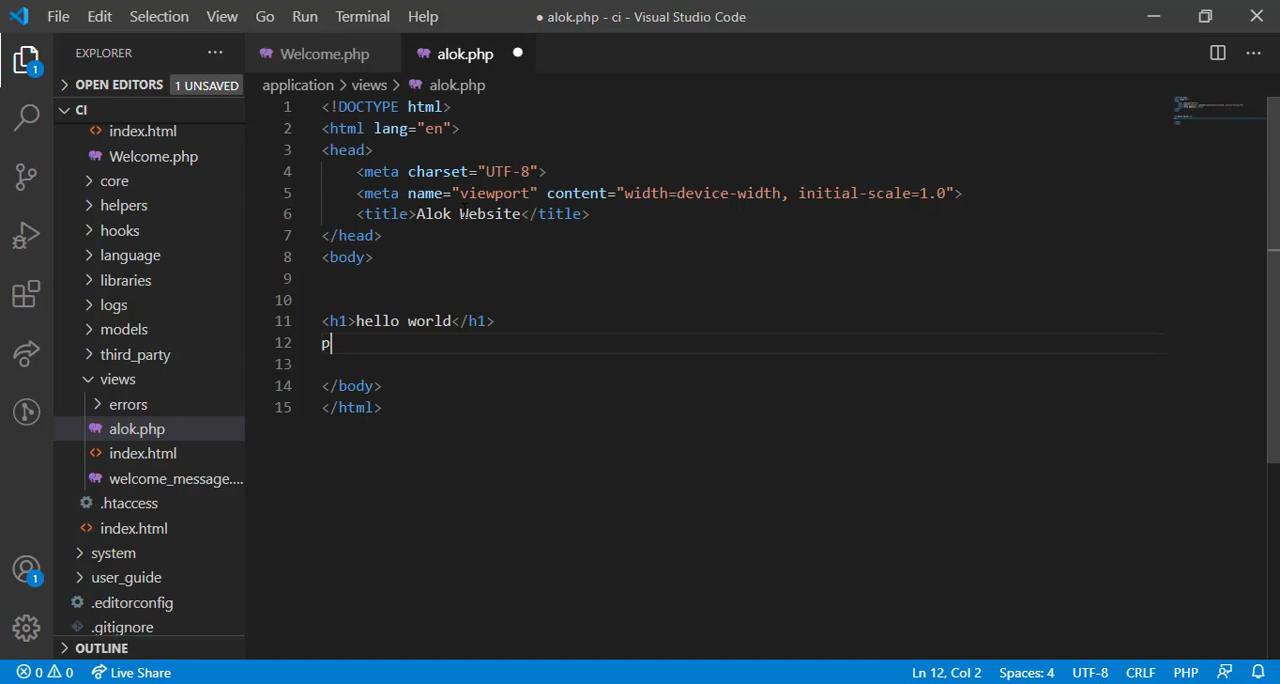 File Edit Selection View Go Run Terminal Help ● alok.php - ci - Visual Studio Code
EXPLORER ···
Welcome.php
alok.php ●
OPEN EDITORS 1 UNSAVED
application > views > alok.php
CI
index.html
Welcome.php
core
helpers
hooks
language
libraries
logs
models
third_party
views
errors
alok.php
index.html
welcome_message....
.htaccess
index.html
system
user_guide
.editorconfig
.gitignore
OUTLINE
1
1
1 <!DOCTYPE html>
2 <html lang="en">
3 <head>
4 <meta charset="UTF-8">
5 <meta name="viewport" content="width=device-width, initial-scale=1.0">
6 <title>Alok Website</title>
7 </head>
8 <body>
9
10
11 <h1>hello world</h1>
12 p
13
14 </body>
15 </html>
0 0 Live Share Ln 12, Col 2 Spaces: 4 UTF-8 CRLF PHP